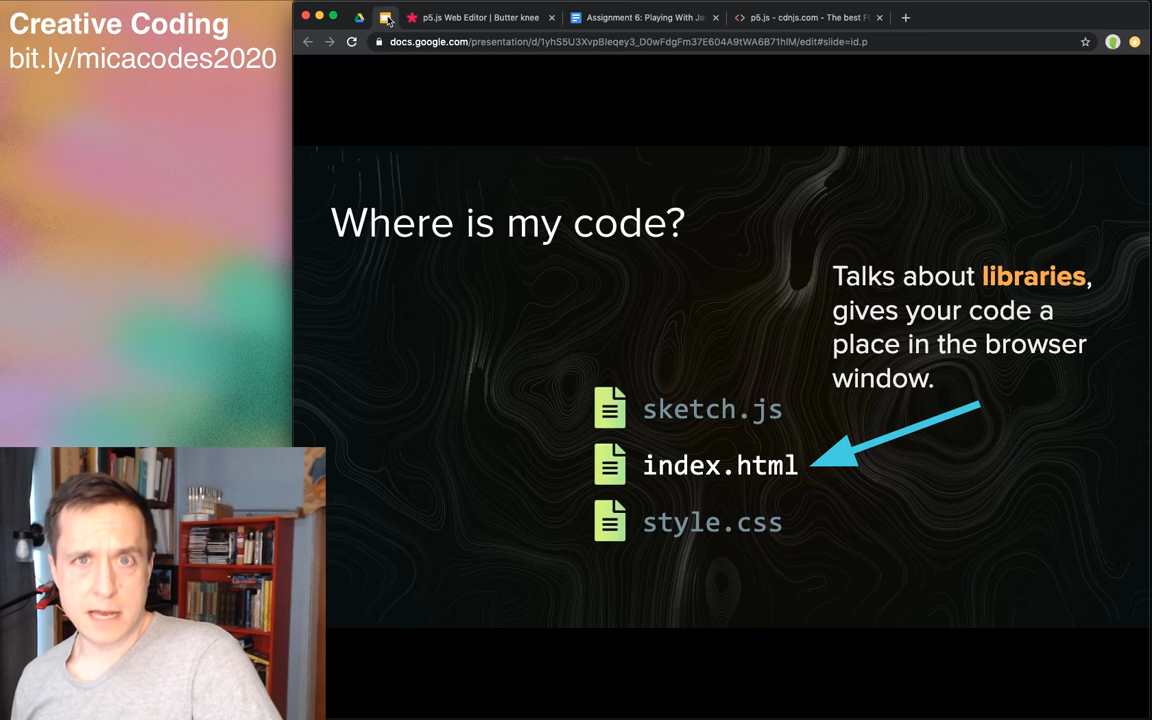 Creative Coding
bit.ly/micacodes2020
p5.js Web Editor | Butter knee
Assignment 6: Playing With Ja
p5.js - cdnjs.com - The best F
docs.google.com/presentation/d/1yhS5U3XvpBIeqey3_D0wFdgFm37E604A9tWA6B71hIM/edit#slide=id.p
Where is my code?
Talks about libraries,
gives your code a
place in the browser
window.
sketch.js
index.html
style.css